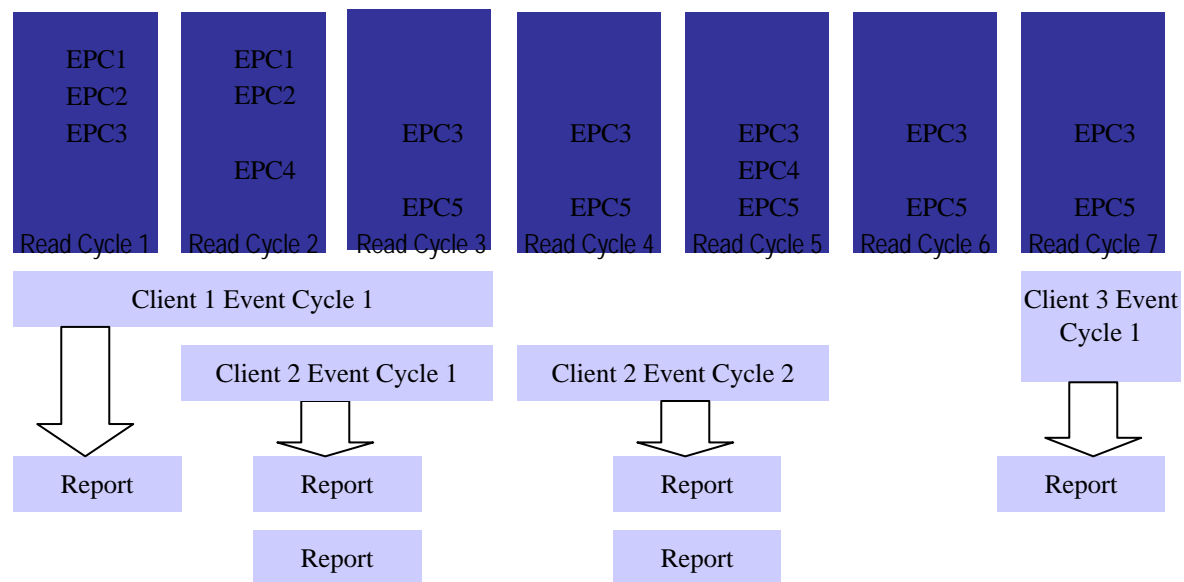 EPC1
EPC2
EPC3
Read Cycle 1
EPC1
EPC2
EPC4
Read Cycle 2
EPC3
EPC5
Read Cycle 3
EPC3
EPC5
Read Cycle 4
EPC3
EPC4
EPC5
Read Cycle 5
EPC3
EPC5
Read Cycle 6
EPC3
EPC5
Read Cycle 7
Client 1 Event Cycle 1
Client 3 Event
Cycle 1
Client 2 Event Cycle 1
Client 2 Event Cycle 2
Report
Report
Report
Report
Report
Report